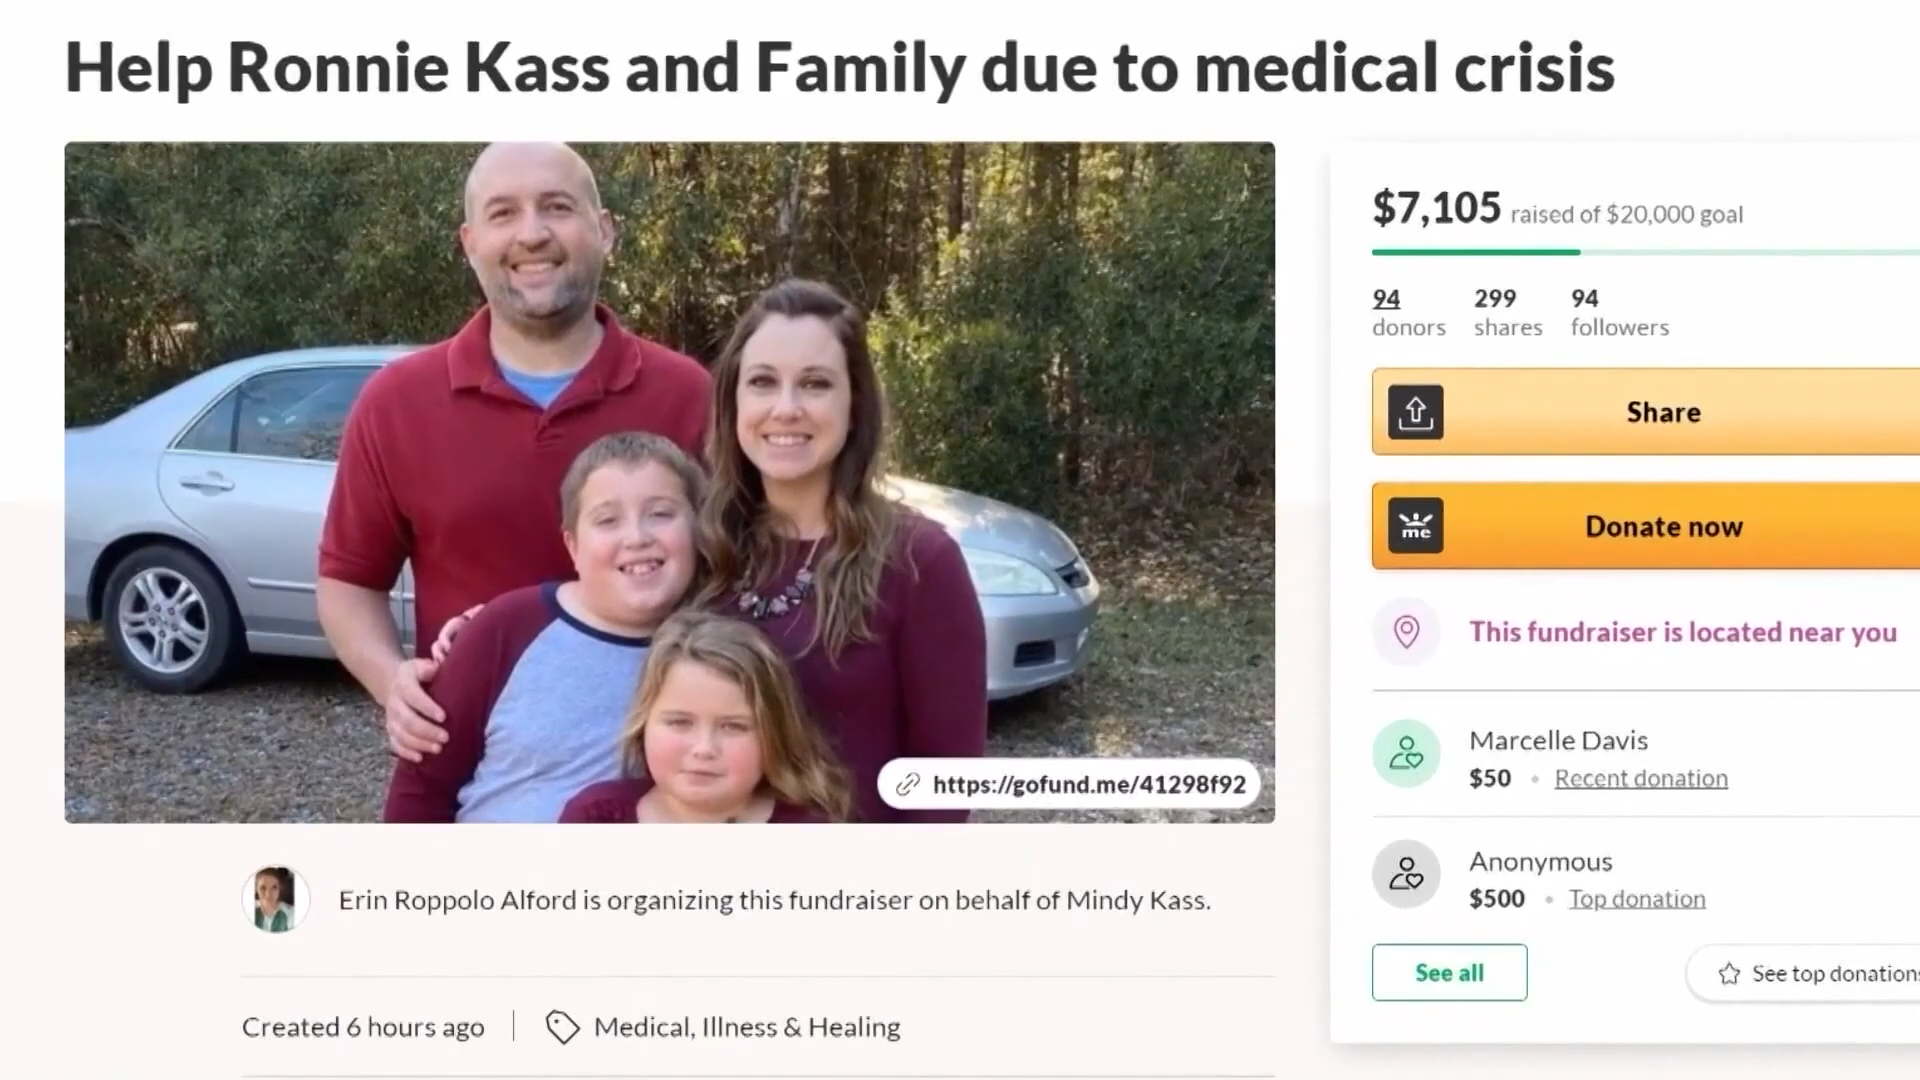 Help Ronnie Kass and Family due to medical crisis
$7,105 raised of $20,000 goal
94 299 94
donors shares followers
Share
me
Donate now
This fundraiser is located near you
Marcelle Davis
$50 • Recent donation
Anonymous
$500 • Top donation
See all
See top donations
https://gofund.me/41298f92
Erin Roppolo Alford is organizing this fundraiser on behalf of Mindy Kass.
Created 6 hours ago
Medical, Illness & Healing